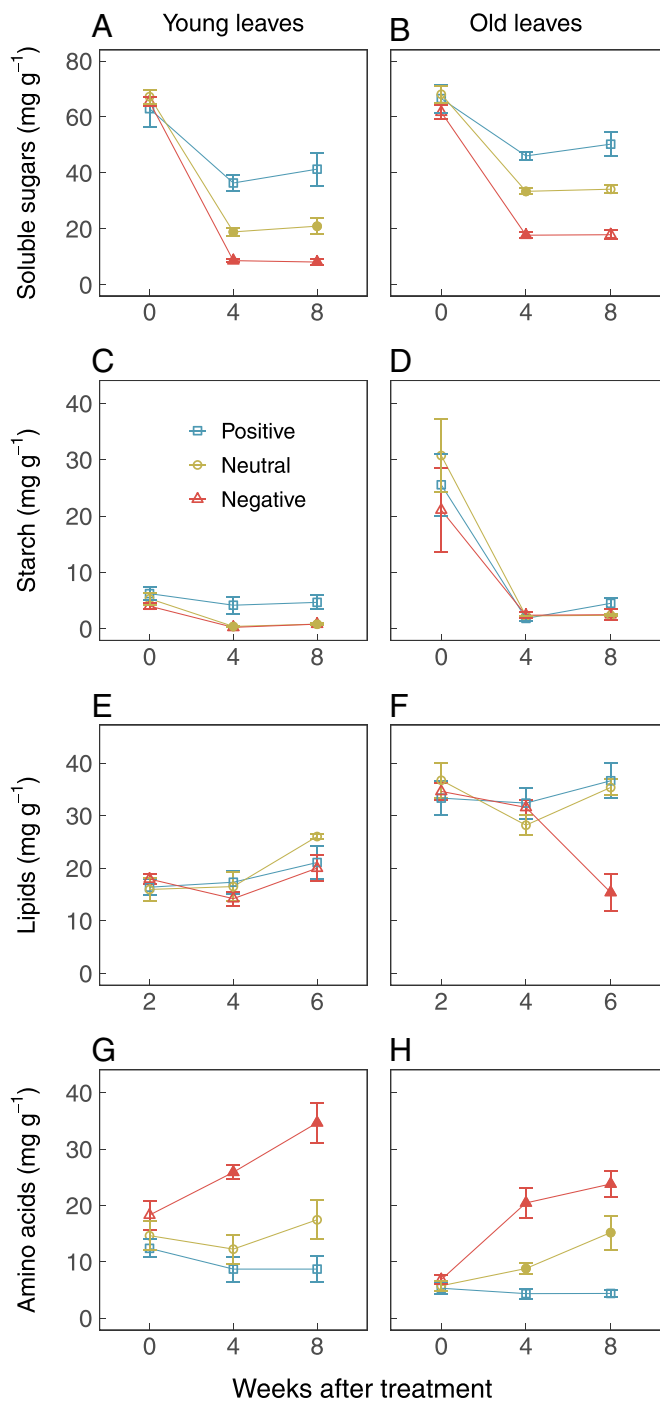 A Young leaves B Old leaves
Soluble sugars (mg g⁻¹)
80
60
40
20
0
0 4 8 0 4 8
C D
Starch (mg g⁻¹)
40
30
20
10
0
Positive
Neutral
Negative
0 4 8 0 4 8
E F
Lipids (mg g⁻¹)
40
30
20
10
0
2 4 6 2 4 6
G H
Amino acids (mg g⁻¹)
40
30
20
10
0
0 4 8 0 4 8
Weeks after treatment